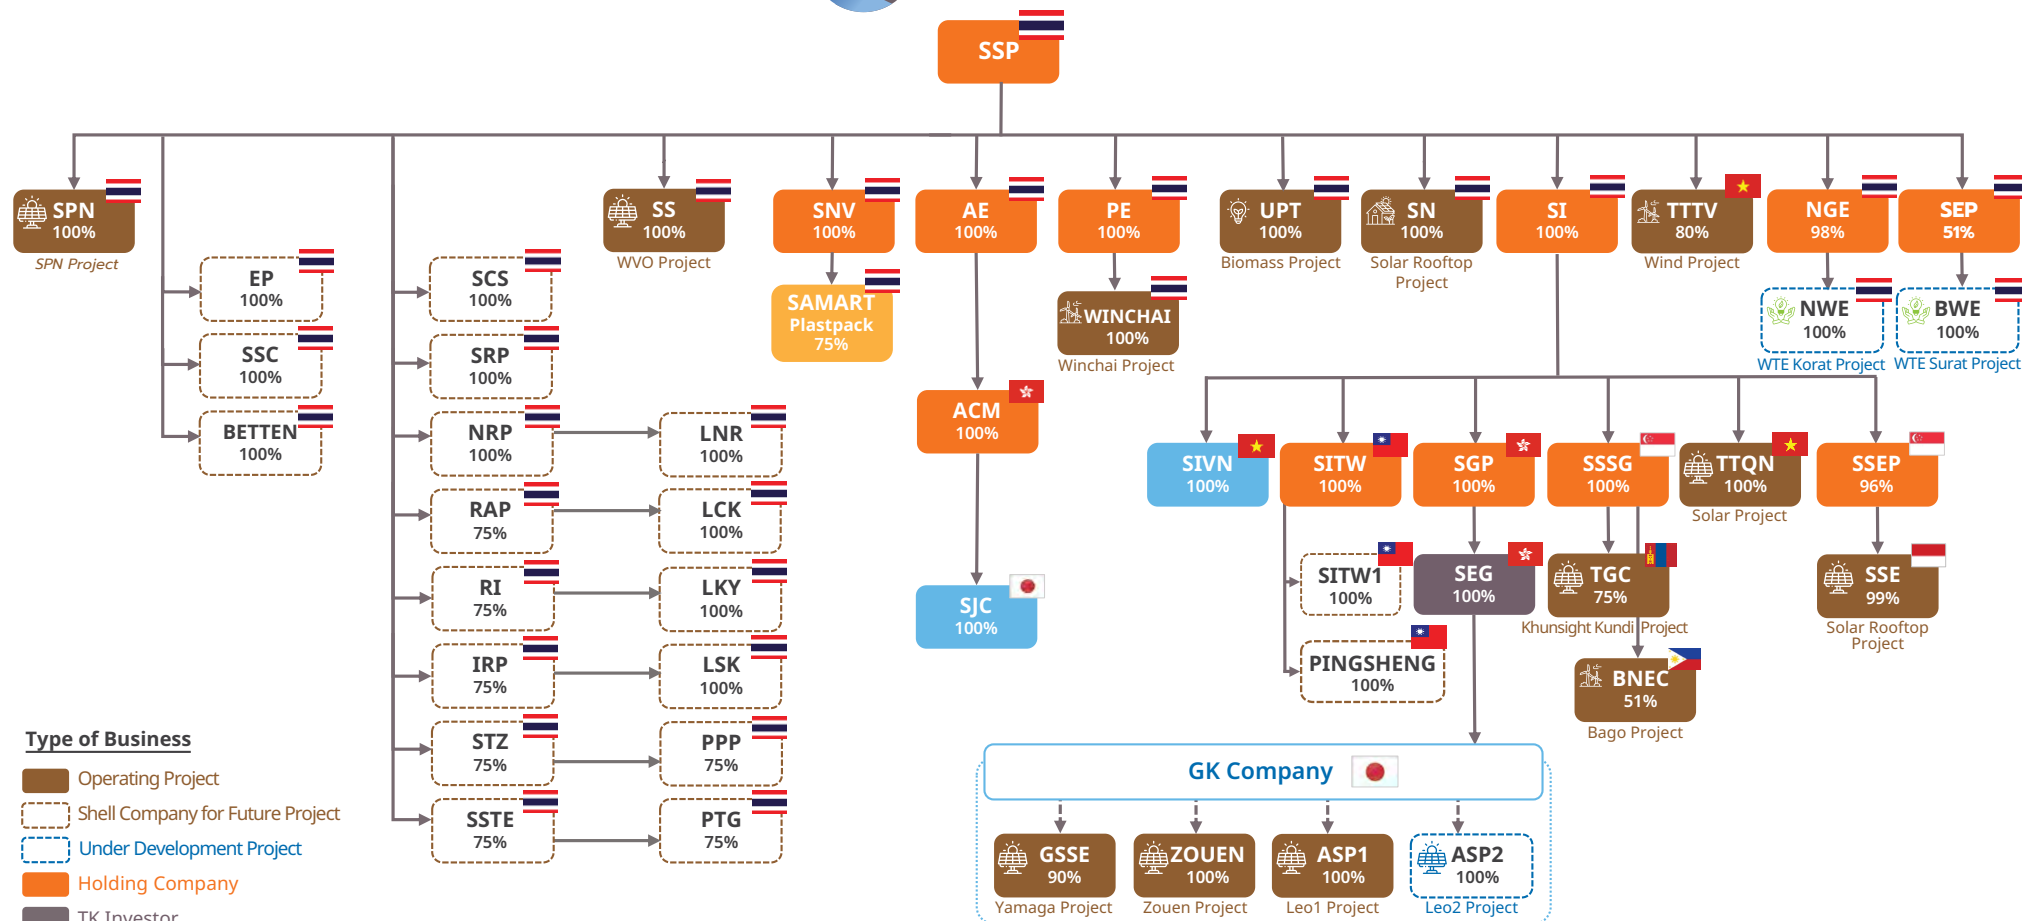 SSP
SPN
100%
SPN Project
EP
100%
SSC
100%
BETTEN
100%
SCS
100%
SRP
100%
NRP
100%
RAP
75%
RI
75%
IRP
75%
STZ
75%
SSTE
75%
LNR
100%
LCK
100%
LKY
100%
LSK
100%
PPP
75%
PTG
75%
SS
100%
WVO Project
SNV
100%
SAMART
Plastpack
75%
AE
100%
ACM
100%
SJC
100%
PE
100%
WINCHAI
100%
Winchai Project
UPT
100%
Biomass Project
SN
100%
Solar Rooftop
Project
SI
100%
TTTV
80%
Wind Project
NGE
98%
NWE
100%
WTE Korat Project
SEP
51%
BWE
100%
WTE Surat Project
SIVN
100%
SITW
100%
SITW1
100%
PINGSHENG
100%
SGP
100%
SEG
100%
SSSG
100%
TGC
75%
Khunsight Kundi Project
BNEC
51%
Bago Project
TTQN
100%
Solar Project
SSEP
96%
SSE
99%
Solar Rooftop
Project
GK Company
GSSE
90%
Yamaga Project
ZOUEN
100%
Zouen Project
ASP1
100%
Leo1 Project
ASP2
100%
Leo2 Project
Type of Business
Operating Project
Shell Company for Future Project
Under Development Project
Holding Company
TK Investor